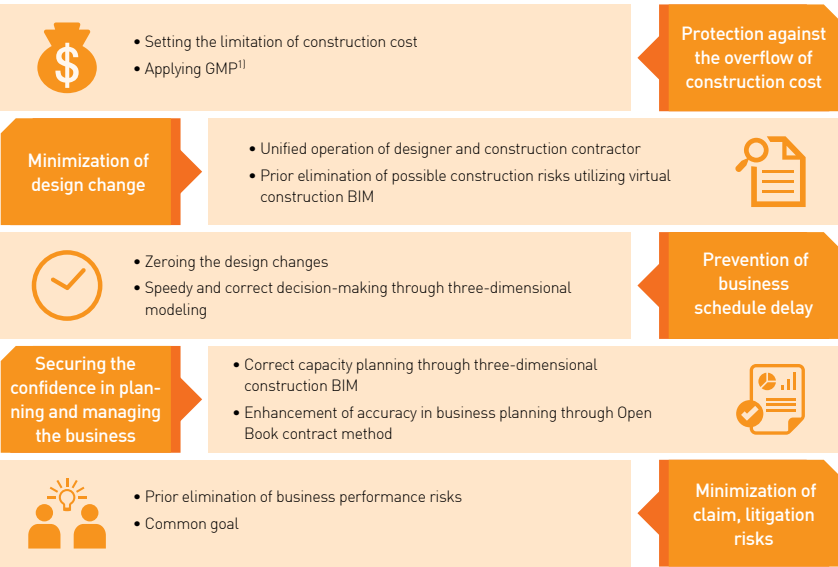 $
• Setting the limitation of construction cost
• Applying GMP1)
Protection against
the overflow of
construction cost
Minimization of
design change
• Unified operation of designer and construction contractor
• Prior elimination of possible construction risks utilizing virtual
construction BIM
• Zeroing the design changes
• Speedy and correct decision-making through three-dimensional
modeling
Prevention of
business
schedule delay
Securing the
confidence in plan-
ning and managing
the business
• Correct capacity planning through three-dimensional
construction BIM
• Enhancement of accuracy in business planning through Open
Book contract method
• Prior elimination of business performance risks
• Common goal
Minimization of
claim, litigation
risks